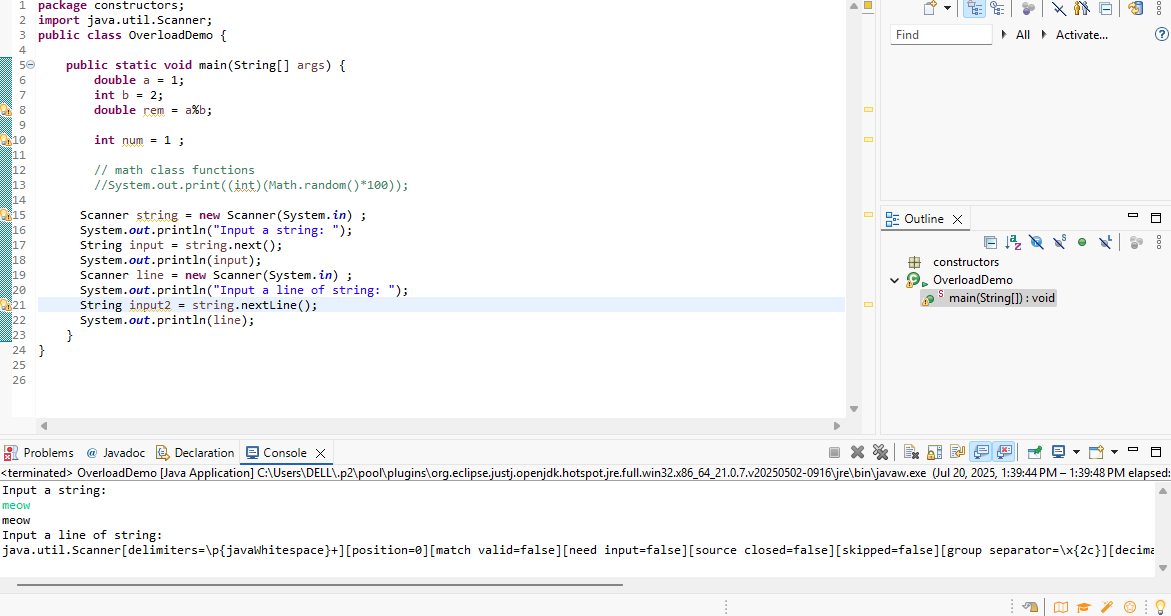 1 package constructors;
2 import java.util.Scanner;
3 public class OverloadDemo {
4
5 public static void main(String[] args) {
6 double a = 1;
7 int b = 2;
8 double rem = a%b;
9
10 int num = 1 ;
11
12 // math class functions
13 //System.out.print((int)(Math.random()*100));
14
15 Scanner string = new Scanner(System.in) ;
16 System.out.println("Input a string: ");
17 String input = string.next();
18 System.out.println(input);
19 Scanner line = new Scanner(System.in) ;
20 System.out.println("Input a line of string: ");
21 String input2 = string.nextLine();
22 System.out.println(line);
23 }
24 }
25
26
Find All Activate...
Outline
constructors
OverloadDemo
main(String[]) : void
Problems @ Javadoc Declaration Console
<terminated> OverloadDemo [Java Application] C:\Users\DELL\.p2\pool\plugins\org.eclipse.justj.openjdk.hotspot.jre.full.win32.x86_64_21.0.7.v20250502-0916\jre\bin\javaw.exe (Jul 20, 2025, 1:39:44 PM – 1:39:48 PM elapsed:
Input a string:
meow
meow
Input a line of string:
java.util.Scanner[delimiters=\p{javaWhitespace}+][position=0][match valid=false][need input=false][source closed=false][skipped=false][group separator=\x{2c}][decima